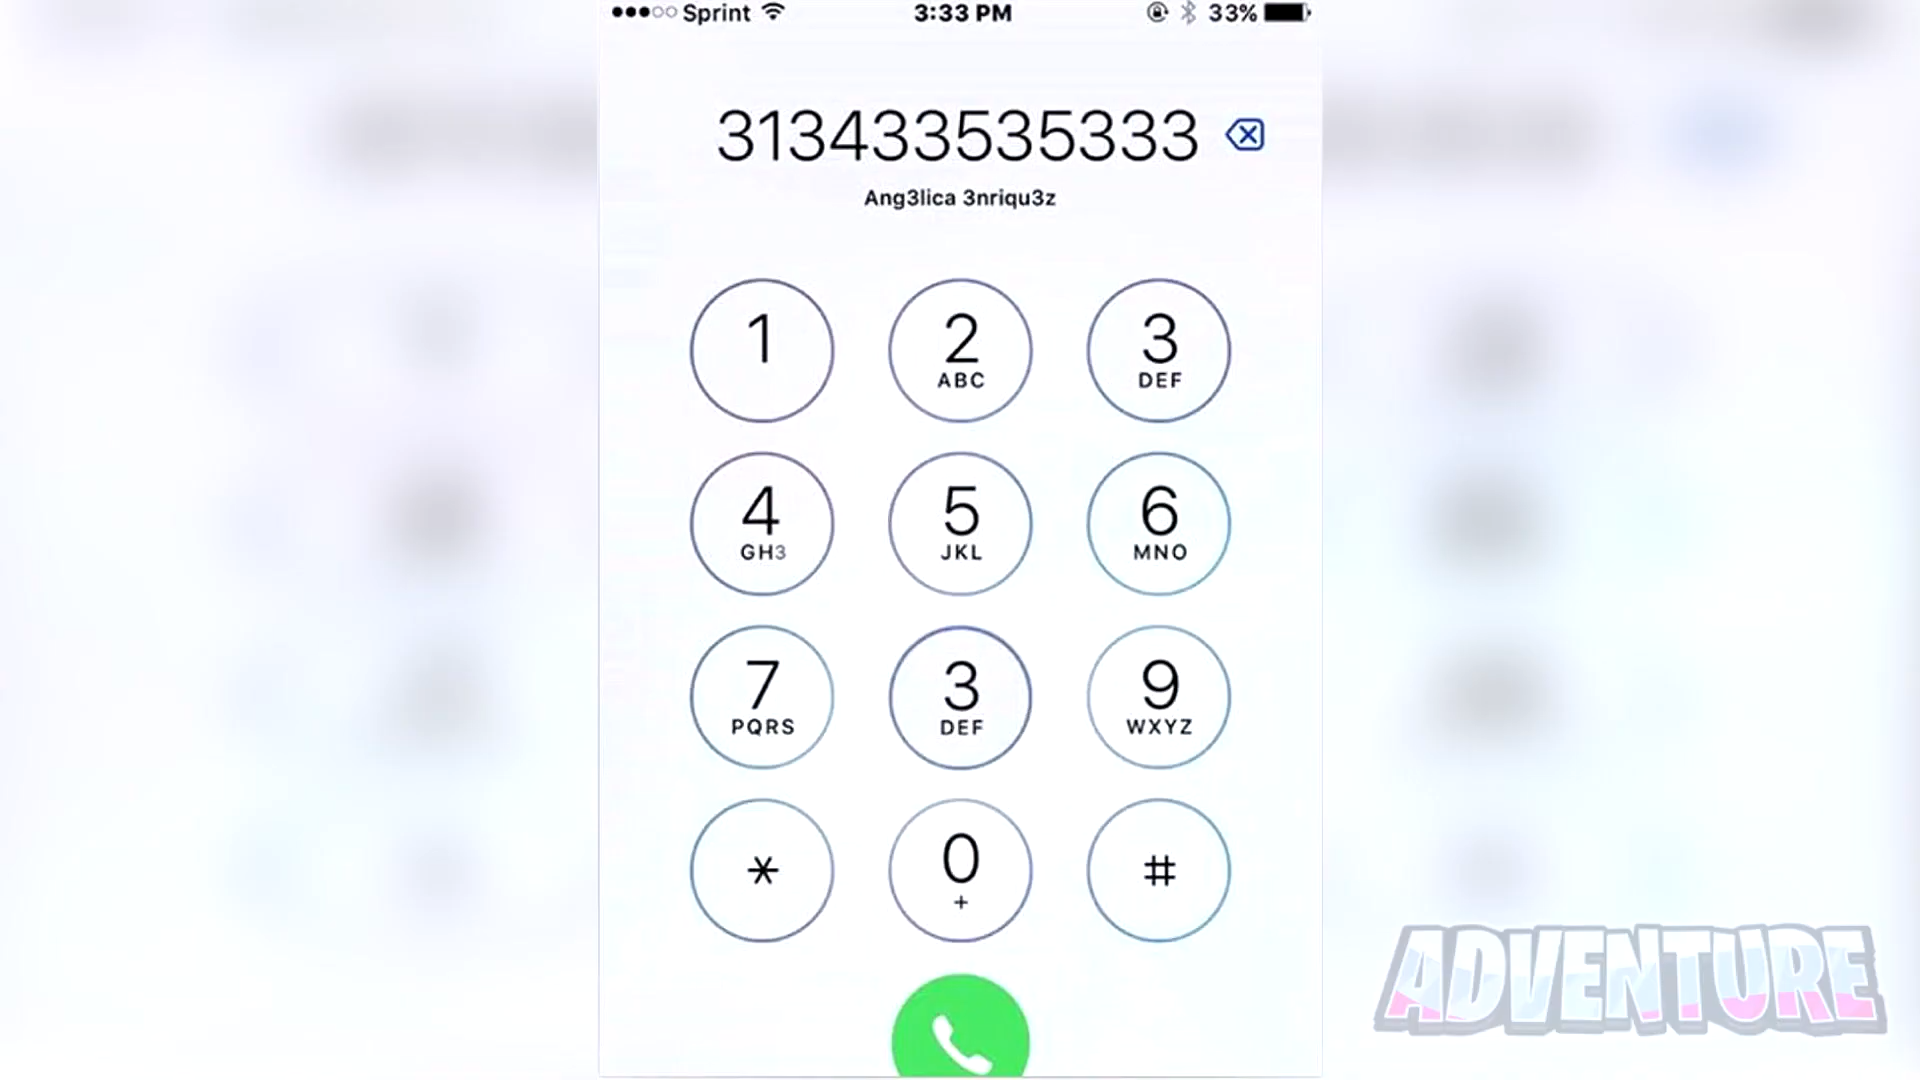 ●●●○○ Sprint 3:33 PM 33%
313433535333
Ang3lica 3nriqu3z
1 2 3
ABC DEF
4 5 6
GH3 JKL MNO
7 3 9
PQRS DEF WXYZ
* 0 #
+
ADVENTURE